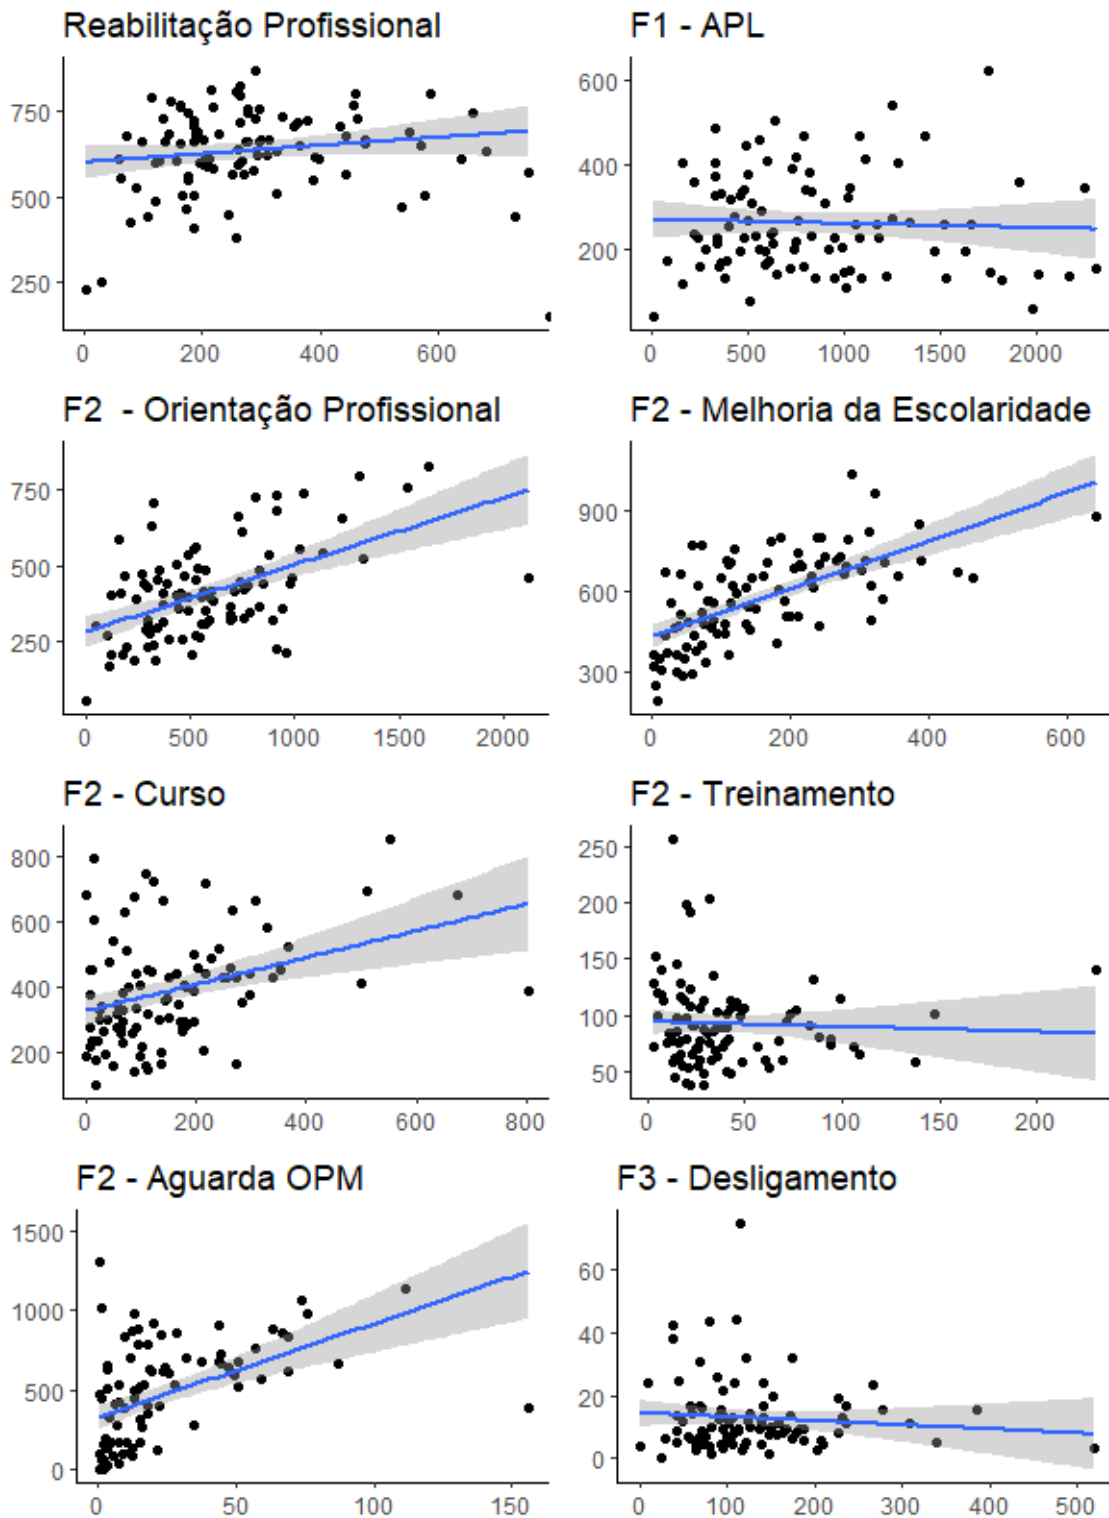 Reabilitação Profissional
750
500
250
0 200 400 600
F1 - APL
600
400
200
0 500 1000 1500 2000
F2 - Orientação Profissional
750
500
250
0 500 1000 1500 2000
F2 - Melhoria da Escolaridade
900
600
300
0 200 400 600
F2 - Curso
800
600
400
200
0 200 400 600 800
F2 - Treinamento
250
200
150
100
50
0 50 100 150 200
F2 - Aguarda OPM
1500
1000
500
0
0 50 100 150
F3 - Desligamento
60
40
20
0
0 100 200 300 400 500